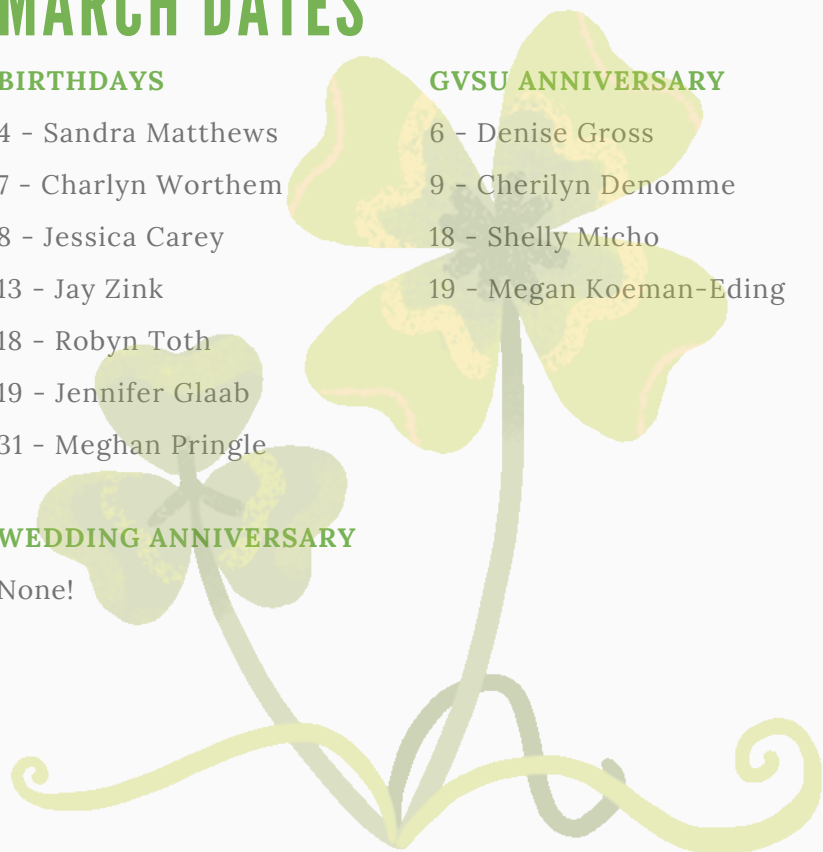 MARCH DATES
BIRTHDAYS
4 - Sandra Matthews
7 - Charlyn Worthem
8 - Jessica Carey
13 - Jay Zink
18 - Robyn Toth
19 - Jennifer Glaab
31 - Meghan Pringle
WEDDING ANNIVERSARY
None!
GVSU ANNIVERSARY
6 - Denise Gross
9 - Cherilyn Denomme
18 - Shelly Micho
19 - Megan Koeman-Eding